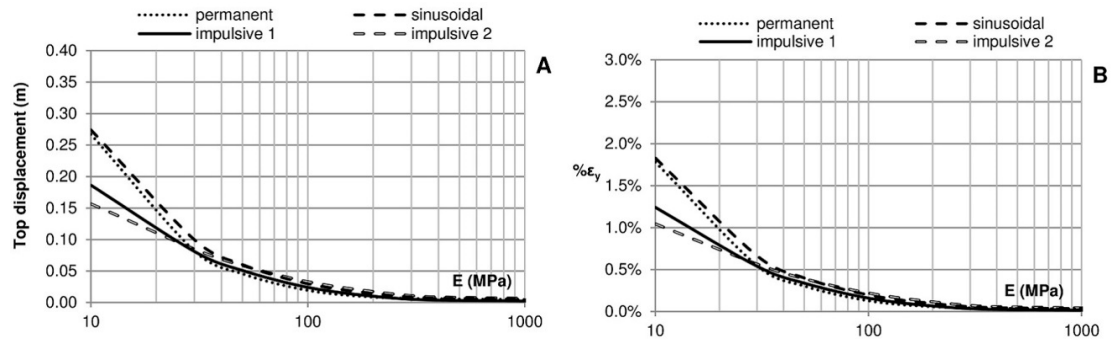 permanent sinusoidal
impulsive 1 impulsive 2
0.40
0.35
0.30
0.25
0.20
0.15
0.10
0.05
0.00
Top displacement (m)
A
E (MPa)
10 100 1000
permanent sinusoidal
impulsive 1 impulsive 2
3.0%
2.5%
2.0%
1.5%
1.0%
0.5%
0.0%
%εy
B
E (MPa)
10 100 1000